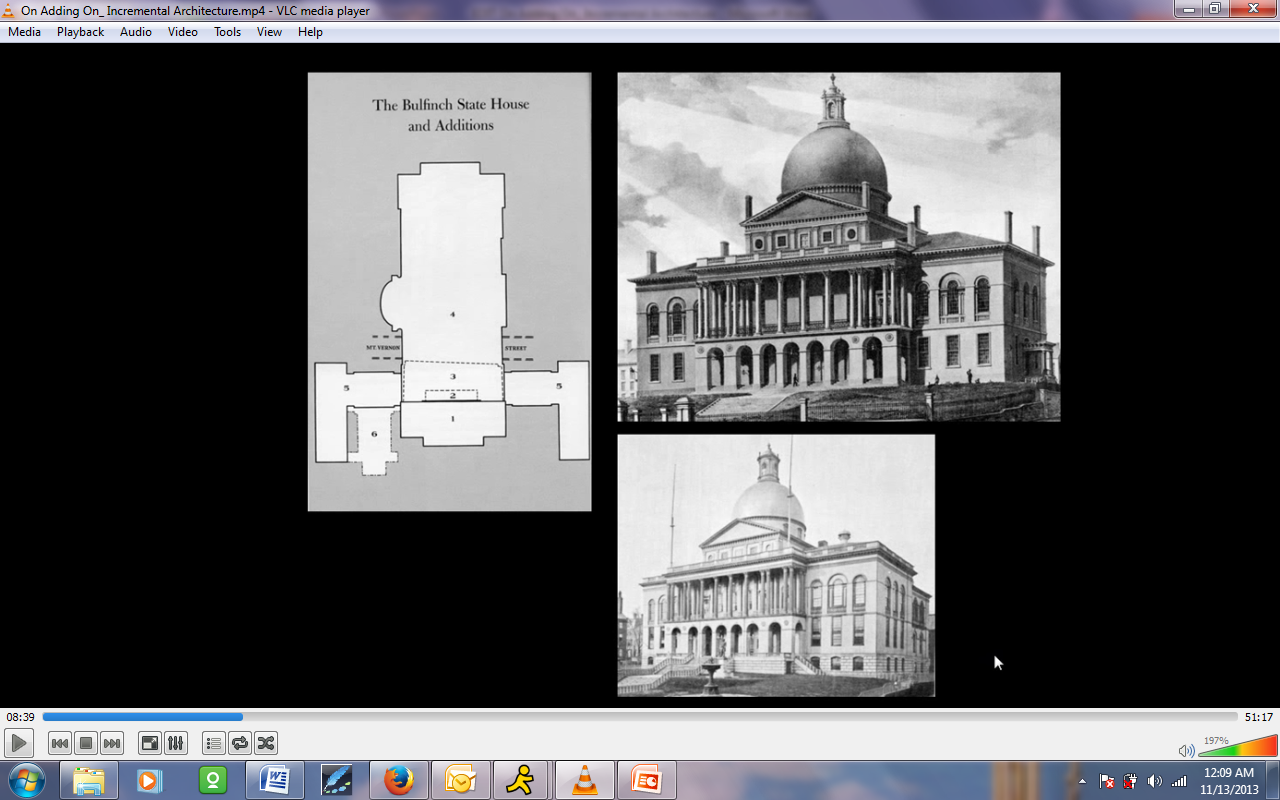 On Adding On_ Incremental Architecture.mp4 - VLC media player
Media Playback Audio Video Tools View Help
The Bulfinch State House
and Additions
4
MT. VERNON STREET
3
5 5
2
1
6
08:39 51:17
197%
12:09 AM
11/13/2013